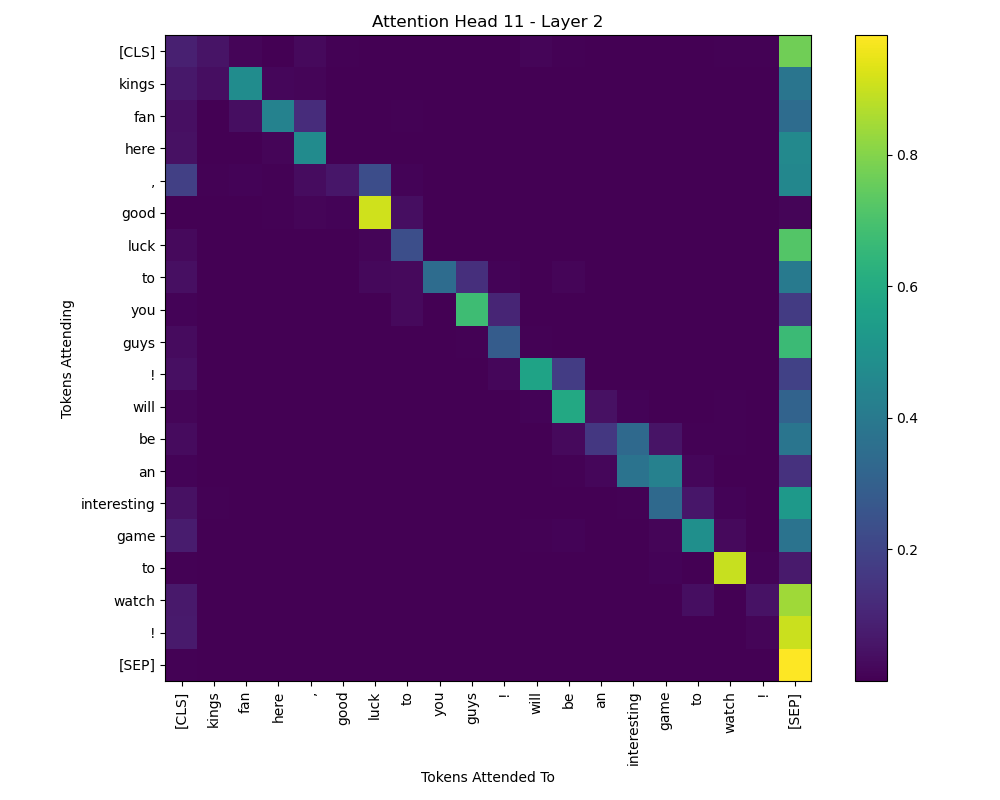 Attention Head 11 - Layer 2
[CLS]
kings
fan
here
,
good
luck
to
you
guys
!
will
be
an
interesting
game
to
watch
!
[SEP]
Tokens Attending
[CLS]
kings
fan
here
,
good
luck
to
you
guys
!
will
be
an
interesting
game
to
watch
!
[SEP]
Tokens Attended To
0.8
0.6
0.4
0.2